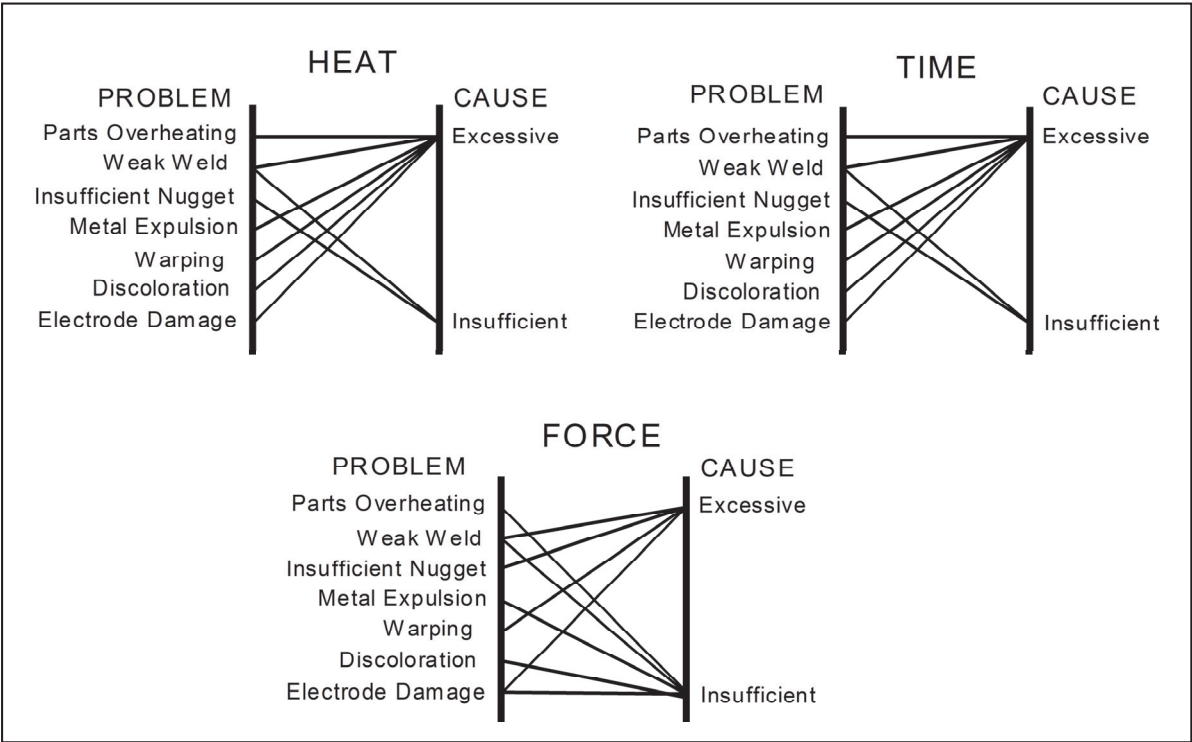 HEAT
PROBLEM
CAUSE
Parts Overheating
Excessive
Weak Weld
Insufficient Nugget
Metal Expulsion
Warping
Discoloration
Electrode Damage
Insufficient
TIME
PROBLEM
CAUSE
Parts Overheating
Excessive
Weak Weld
Insufficient Nugget
Metal Expulsion
Warping
Discoloration
Electrode Damage
Insufficient
FORCE
PROBLEM
CAUSE
Parts Overheating
Excessive
Weak Weld
Insufficient Nugget
Metal Expulsion
Warping
Discoloration
Electrode Damage
Insufficient